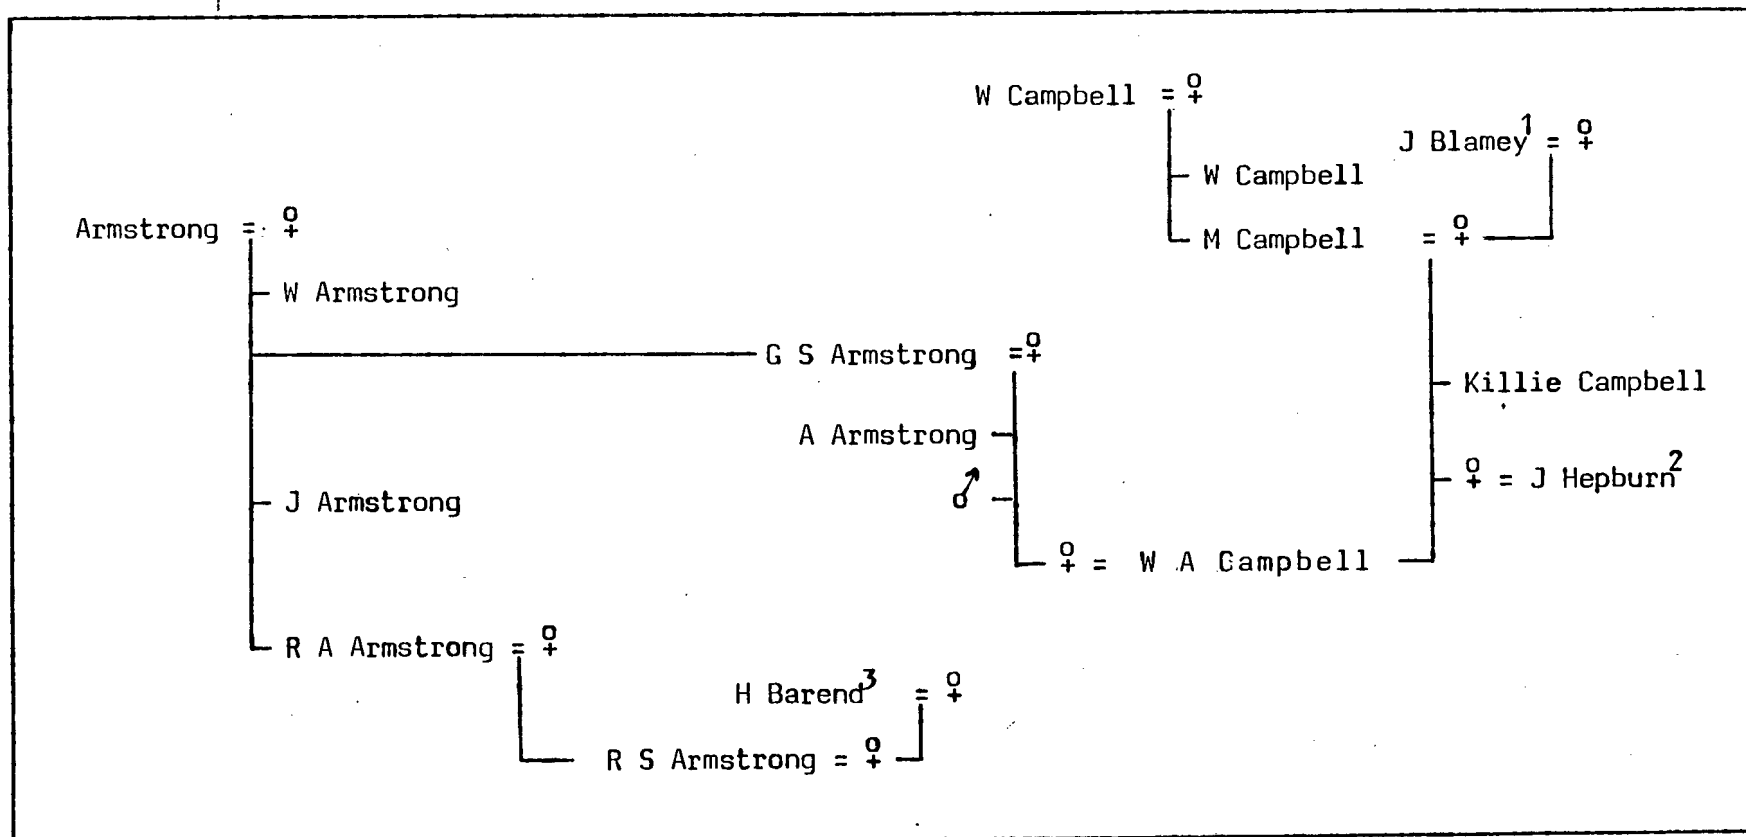 W Campbell = ♀
J Blamey¹ = ♀
W Campbell
Armstrong = ♀
M Campbell = ♀
W Armstrong
G S Armstrong =♀
Killie Campbell
A Armstrong
♀ = J Hepburn²
J Armstrong
♂
♀ = W A Campbell
R A Armstrong = ♀
H Barend³ = ♀
R S Armstrong = ♀